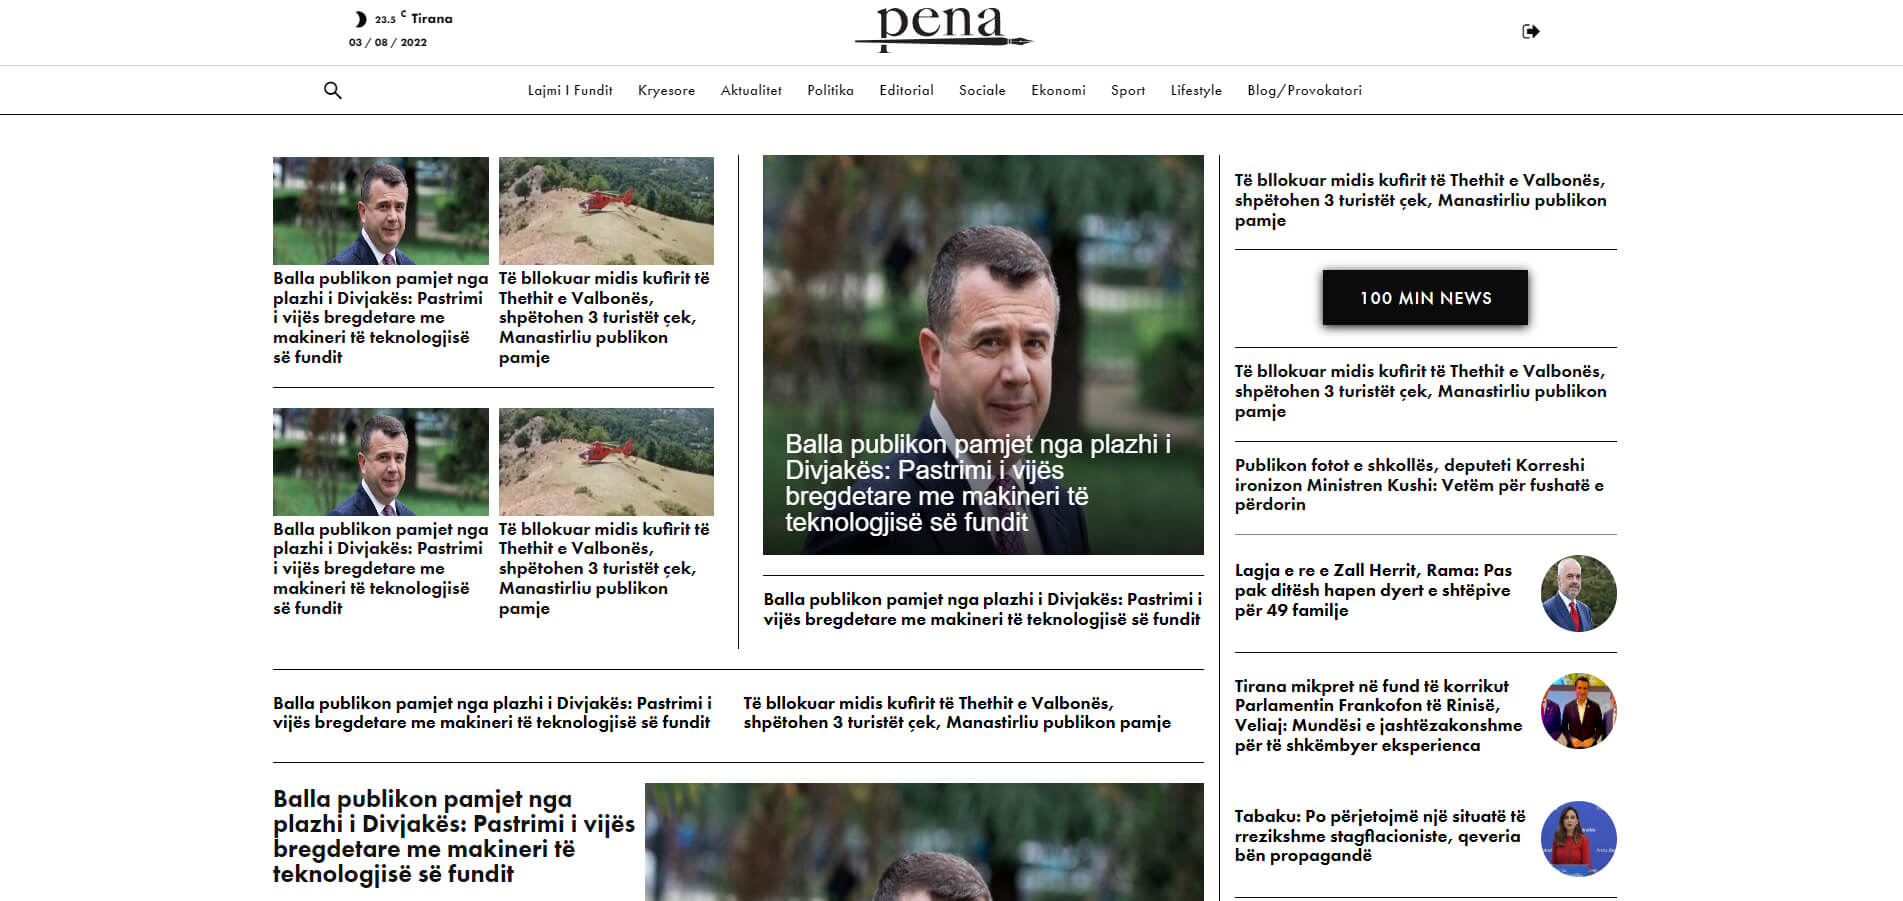 23.5 C Tirana
03 / 08 / 2022
pena
Lajmi I Fundit Kryesore Aktualitet Politika Editorial Sociale Ekonomi Sport Lifestyle Blog/Provokatori
Balla publikon pamjet nga
plazhi i Divjakës: Pastrimi
i vijës bregdetare me
makineri të teknologjisë
së fundit
Të bllokuar midis kufirit të
Thethit e Valbonës,
shpëtohen 3 turistët çek,
Manastirliu publikon
pamje
Balla publikon pamjet nga
plazhi i Divjakës: Pastrimi
i vijës bregdetare me
makineri të teknologjisë
së fundit
Të bllokuar midis kufirit të
Thethit e Valbonës,
shpëtohen 3 turistët çek,
Manastirliu publikon
pamje
Balla publikon pamjet nga plazhi i
Divjakës: Pastrimi i vijës
bregdetare me makineri të
teknologjisë së fundit
Balla publikon pamjet nga plazhi i Divjakës: Pastrimi i
vijës bregdetare me makineri të teknologjisë së fundit
Balla publikon pamjet nga plazhi i Divjakës: Pastrimi i
vijës bregdetare me makineri të teknologjisë së fundit
Të bllokuar midis kufirit të Thethit e Valbonës,
shpëtohen 3 turistët çek, Manastirliu publikon pamje
Balla publikon pamjet nga
plazhi i Divjakës: Pastrimi i vijës
bregdetare me makineri të
teknologjisë së fundit
Të bllokuar midis kufirit të Thethit e Valbonës,
shpëtohen 3 turistët çek, Manastirliu publikon
pamje
100 MIN NEWS
Të bllokuar midis kufirit të Thethit e Valbonës,
shpëtohen 3 turistët çek, Manastirliu publikon
pamje
Publikon fotot e shkollës, deputeti Korreshi
ironizon Ministren Kushi: Vetëm për fushatë e
përdorin
Lagja e re e Zall Herrit, Rama: Pas
pak ditësh hapen dyert e shtëpive
për 49 familje
Tirana mikpret në fund të korrikut
Parlamentin Frankofon të Rinisë,
Veliaj: Mundësi e jashtëzakonshme
për të shkëmbyer eksperienca
Tabaku: Po përjetojmë një situatë të
rrezikshme stagflacioniste, qeveria
bën propagandë